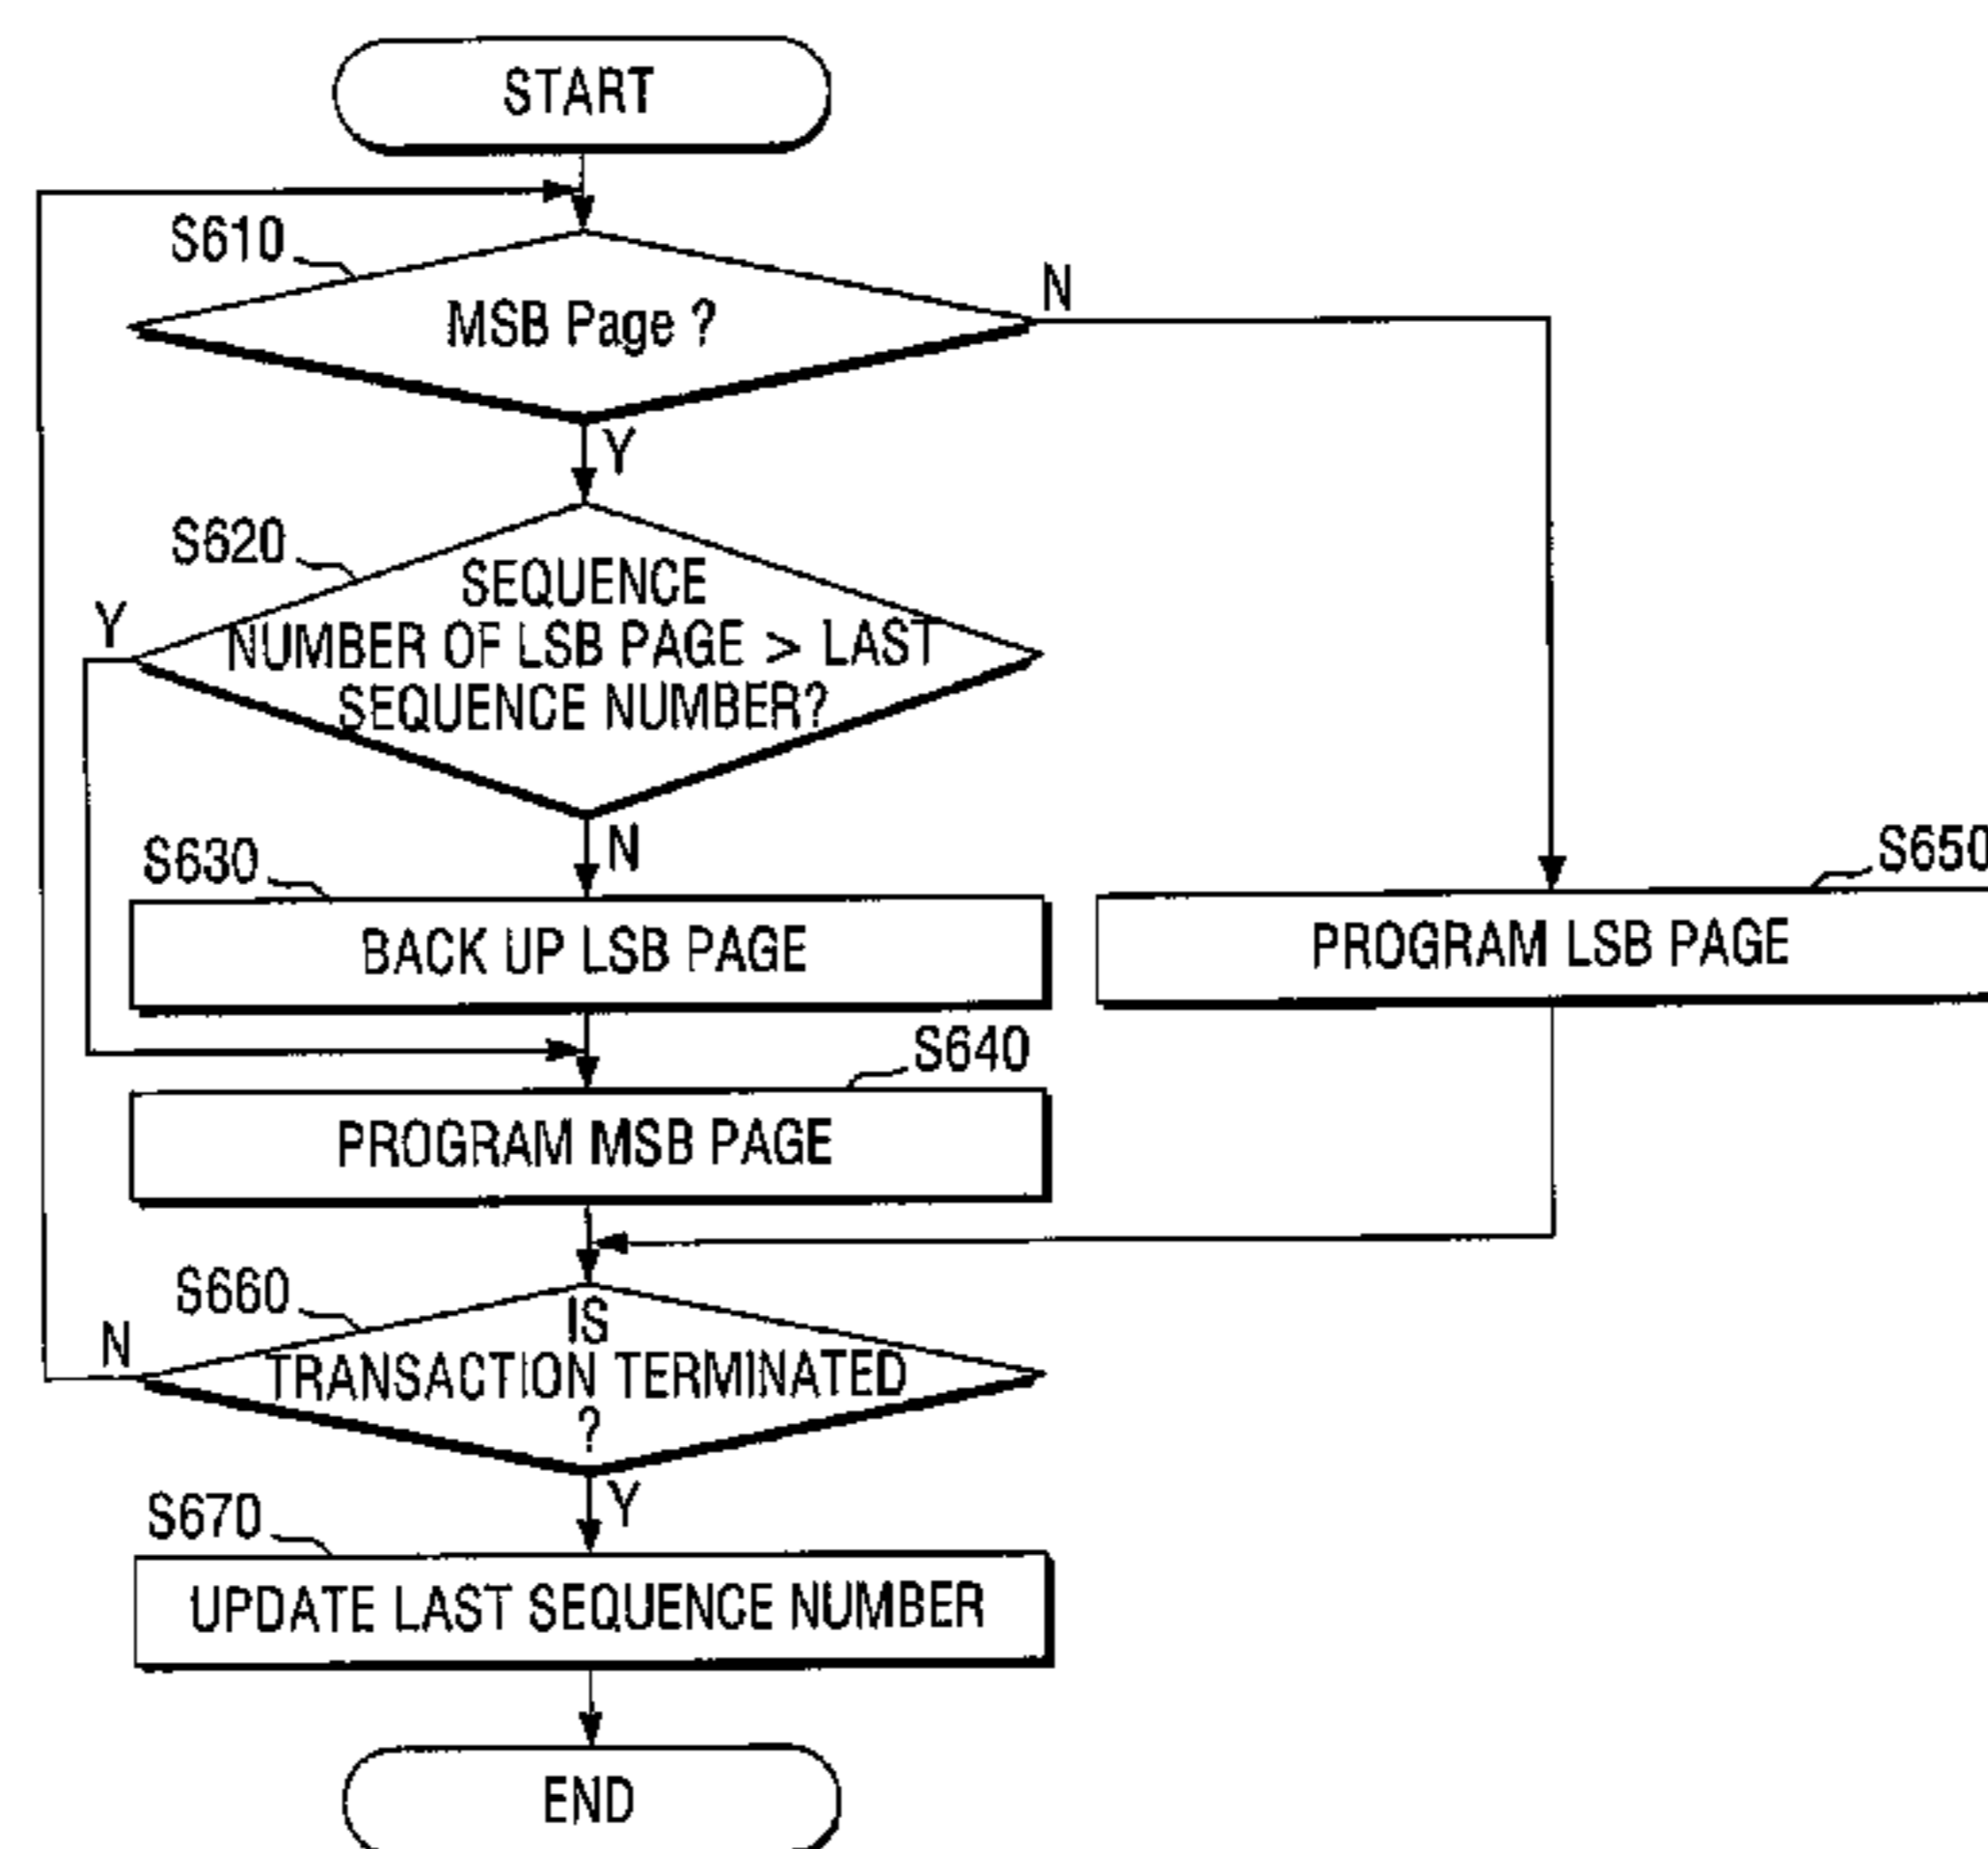 START
S610
MSB Page ?
N
Y
S620
SEQUENCE
NUMBER OF LSB PAGE > LAST
SEQUENCE NUMBER?
Y
N
S630
BACK UP LSB PAGE
S650
PROGRAM LSB PAGE
S640
PROGRAM MSB PAGE
S660
IS
TRANSACTION TERMINATED
?
N
Y
S670
UPDATE LAST SEQUENCE NUMBER
END